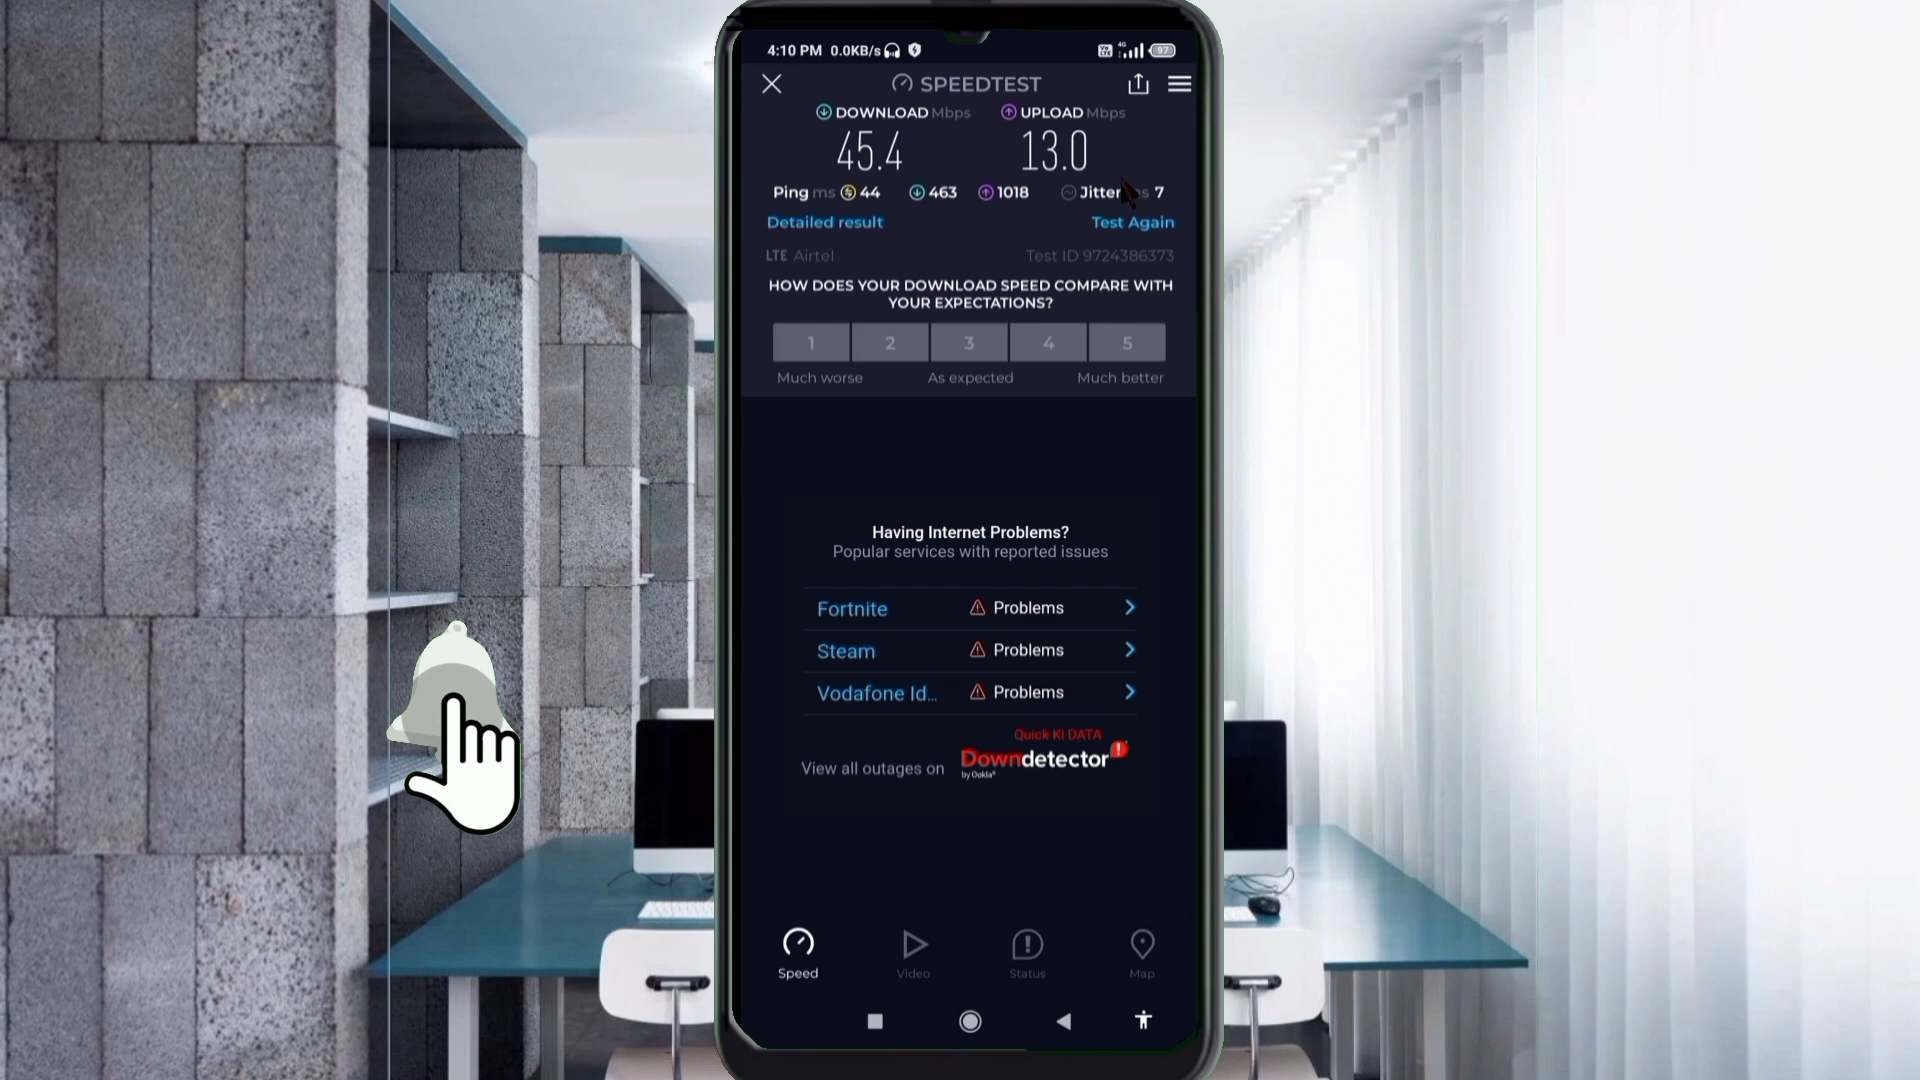 4:10 PM 0.0KB/s 4G 97
SPEEDTEST
DOWNLOAD Mbps UPLOAD Mbps
45.4 13.0
Ping ms 44 463 1018 Jitter 7
Detailed result Test Again
LTE Airtel Test ID 9724386373
HOW DOES YOUR DOWNLOAD SPEED COMPARE WITH
YOUR EXPECTATIONS?
1 2 3 4 5
Much worse As expected Much better
Having Internet Problems?
Popular services with reported issues
Fortnite Problems
Steam Problems
Vodafone Id... Problems
Quick Ki DATA
View all outages on Downdetector
by Ookla
Speed Video Status Map